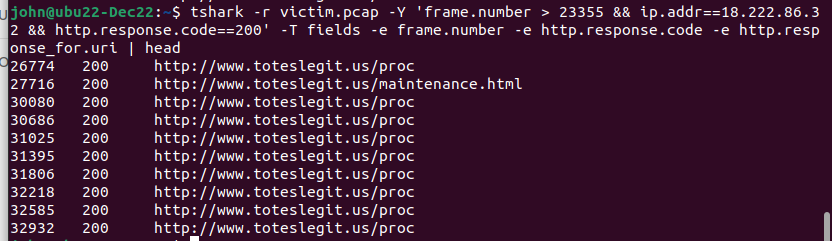 john@ubu22-Dec22:~$ tshark -r victim.pcap -Y 'frame.number > 23355 && ip.addr==18.222.86.3
2 && http.response.code==200' -T fields -e frame.number -e http.response.code -e http.resp
onse_for.uri | head
26774   200     http://www.toteslegit.us/proc
27716   200     http://www.toteslegit.us/maintenance.html
30080   200     http://www.toteslegit.us/proc
30686   200     http://www.toteslegit.us/proc
31025   200     http://www.toteslegit.us/proc
31395   200     http://www.toteslegit.us/proc
31806   200     http://www.toteslegit.us/proc
32218   200     http://www.toteslegit.us/proc
32585   200     http://www.toteslegit.us/proc
32932   200     http://www.toteslegit.us/proc